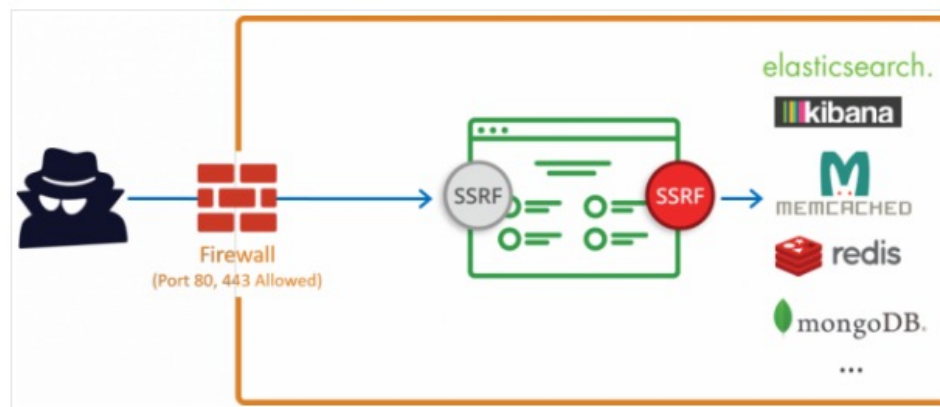 Firewall
(Port 80, 443 Allowed)
SSRF
SSRF
elasticsearch.
kibana
MEMCACHED
redis
mongoDB.
...